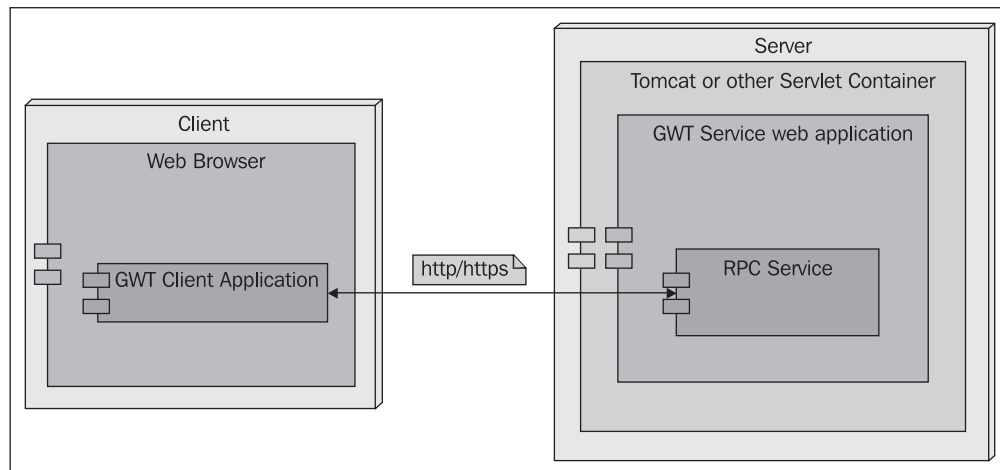 Client
Web Browser
GWT Client Application
http/https
Server
Tomcat or other Servlet Container
GWT Service web application
RPC Service